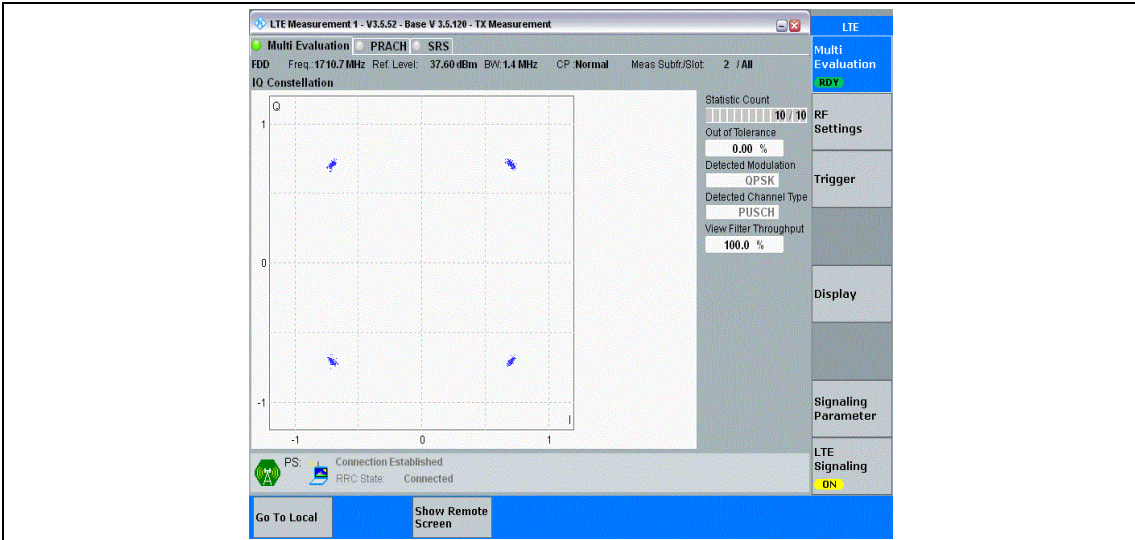 LTE Measurement 1 - V3.5.52 - Base V 3.5.120 - TX Measurement
LTE
Multi Evaluation PRACH SRS
FDD Freq.:1710.7 MHz Ref. Level: 37.60 dBm BW:1.4 MHz CP :Normal Meas Subfr./Slot: 2 / All
IQ Constellation
Q
1
0
-1
I
-1 0 1
Statistic Count
10 / 10
Out of Tolerance
0.00 %
Detected Modulation
QPSK
Detected Channel Type
PUSCH
View Filter Throughput
100.0 %
Multi
Evaluation
RDY
RF
Settings
Trigger
Display
Signaling
Parameter
LTE
Signaling
ON
PS: Connection Established
RRC State: Connected
Go To Local
Show Remote
Screen